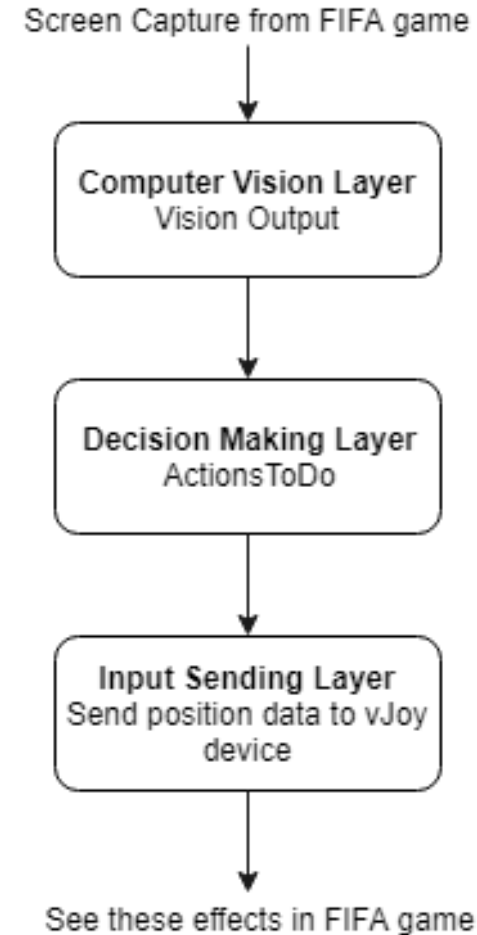 Screen Capture from FIFA game
Computer Vision Layer
Vision Output
Decision Making Layer
ActionsToDo
Input Sending Layer
Send position data to vJoy
device
See these effects in FIFA game